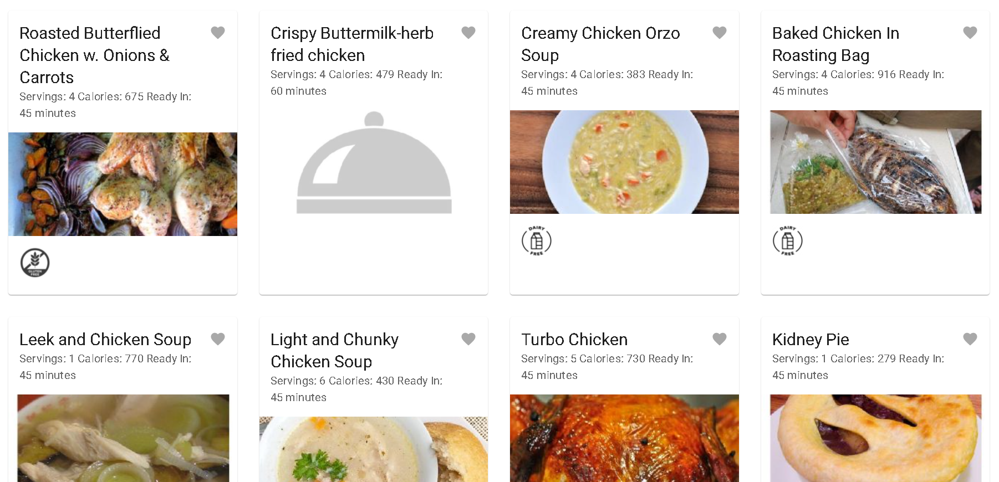 Roasted Butterflied
Chicken w. Onions &
Carrots
Servings: 4 Calories: 675 Ready In:
45 minutes
GLUTEN
FREE
Crispy Buttermilk-herb
fried chicken
Servings: 4 Calories: 479 Ready In:
60 minutes
Creamy Chicken Orzo
Soup
Servings: 4 Calories: 383 Ready In:
45 minutes
DAIRY
FREE
Baked Chicken In
Roasting Bag
Servings: 4 Calories: 916 Ready In:
45 minutes
DAIRY
FREE
Leek and Chicken Soup
Servings: 1 Calories: 770 Ready In:
45 minutes
Light and Chunky
Chicken Soup
Servings: 6 Calories: 430 Ready In:
45 minutes
Turbo Chicken
Servings: 5 Calories: 730 Ready In:
45 minutes
Kidney Pie
Servings: 1 Calories: 279 Ready In:
45 minutes